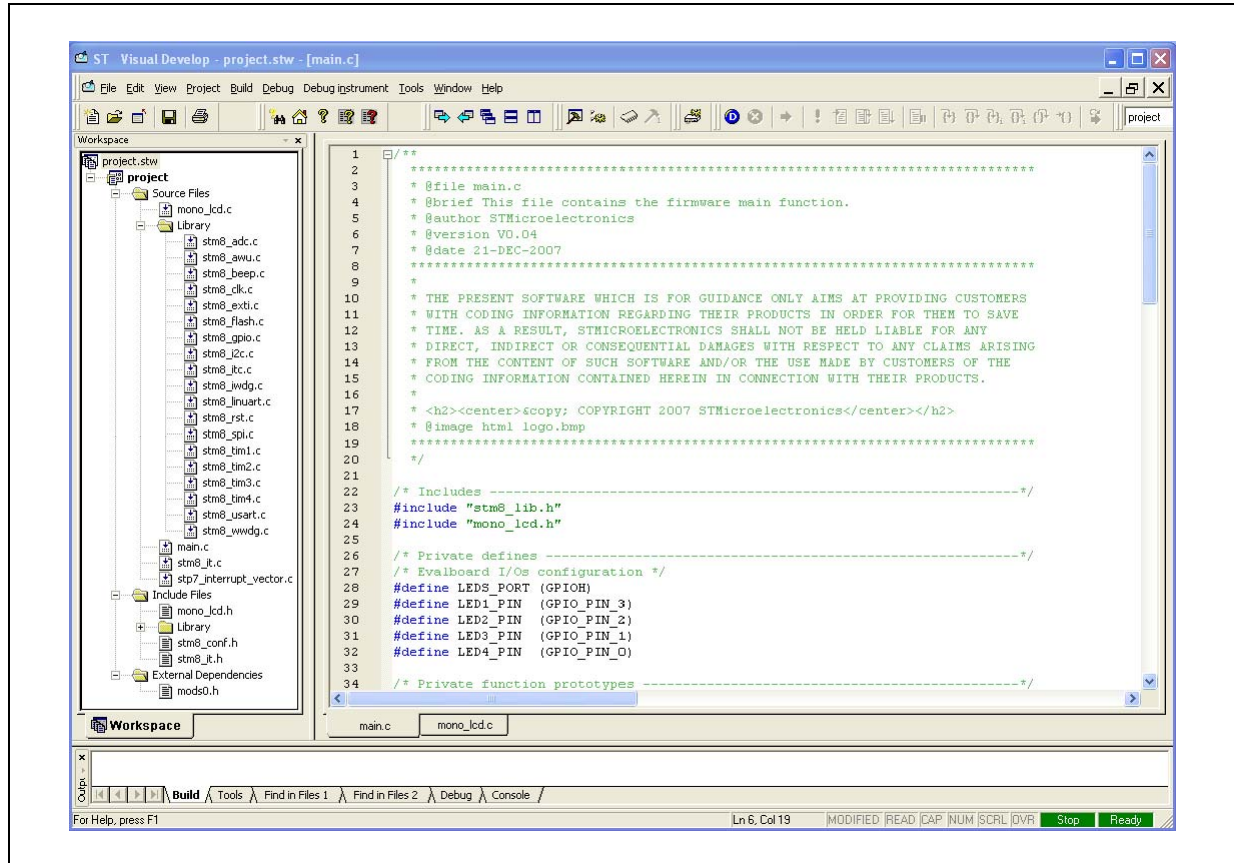 ST Visual Develop - project.stw - [main.c]
File Edit View Project Build Debug Debug instrument Tools Window Help
project
Workspace
project.stw
project
Source Files
mono_lcd.c
Library
stm8_adc.c
stm8_awu.c
stm8_beep.c
stm8_clk.c
stm8_exti.c
stm8_flash.c
stm8_gpio.c
stm8_i2c.c
stm8_itc.c
stm8_iwdg.c
stm8_linuart.c
stm8_rst.c
stm8_spi.c
stm8_tim1.c
stm8_tim2.c
stm8_tim3.c
stm8_tim4.c
stm8_usart.c
stm8_wwdg.c
main.c
stm8_it.c
stp7_interrupt_vector.c
Include Files
mono_lcd.h
Library
stm8_conf.h
stm8_it.h
External Dependencies
mods0.h
Workspace
1 /**
2 ******************************************************************************
3 * @file main.c
4 * @brief This file contains the firmware main function.
5 * @author STMicroelectronics
6 * @version V0.04
7 * @date 21-DEC-2007
8 ******************************************************************************
9 *
10 * THE PRESENT SOFTWARE WHICH IS FOR GUIDANCE ONLY AIMS AT PROVIDING CUSTOMERS
11 * WITH CODING INFORMATION REGARDING THEIR PRODUCTS IN ORDER FOR THEM TO SAVE
12 * TIME. AS A RESULT, STMICROELECTRONICS SHALL NOT BE HELD LIABLE FOR ANY
13 * DIRECT, INDIRECT OR CONSEQUENTIAL DAMAGES WITH RESPECT TO ANY CLAIMS ARISING
14 * FROM THE CONTENT OF SUCH SOFTWARE AND/OR THE USE MADE BY CUSTOMERS OF THE
15 * CODING INFORMATION CONTAINED HEREIN IN CONNECTION WITH THEIR PRODUCTS.
16 *
17 * <h2><center>&copy; COPYRIGHT 2007 STMicroelectronics</center></h2>
18 * @image html logo.bmp
19 ******************************************************************************
20 */
21
22 /* Includes ------------------------------------------------------------------*/
23 #include "stm8_lib.h"
24 #include "mono_lcd.h"
25
26 /* Private defines -----------------------------------------------------------*/
27 /* Evalboard I/Os configuration */
28 #define LEDS_PORT (GPIOH)
29 #define LED1_PIN (GPIO_PIN_3)
30 #define LED2_PIN (GPIO_PIN_2)
31 #define LED3_PIN (GPIO_PIN_1)
32 #define LED4_PIN (GPIO_PIN_0)
33
34 /* Private function prototypes -----------------------------------------------*/
main.c mono_lcd.c
Build Tools Find in Files 1 Find in Files 2 Debug Console
For Help, press F1 Ln 6, Col 19 MODIFIED READ CAP NUM SCRL OVR Stop Ready